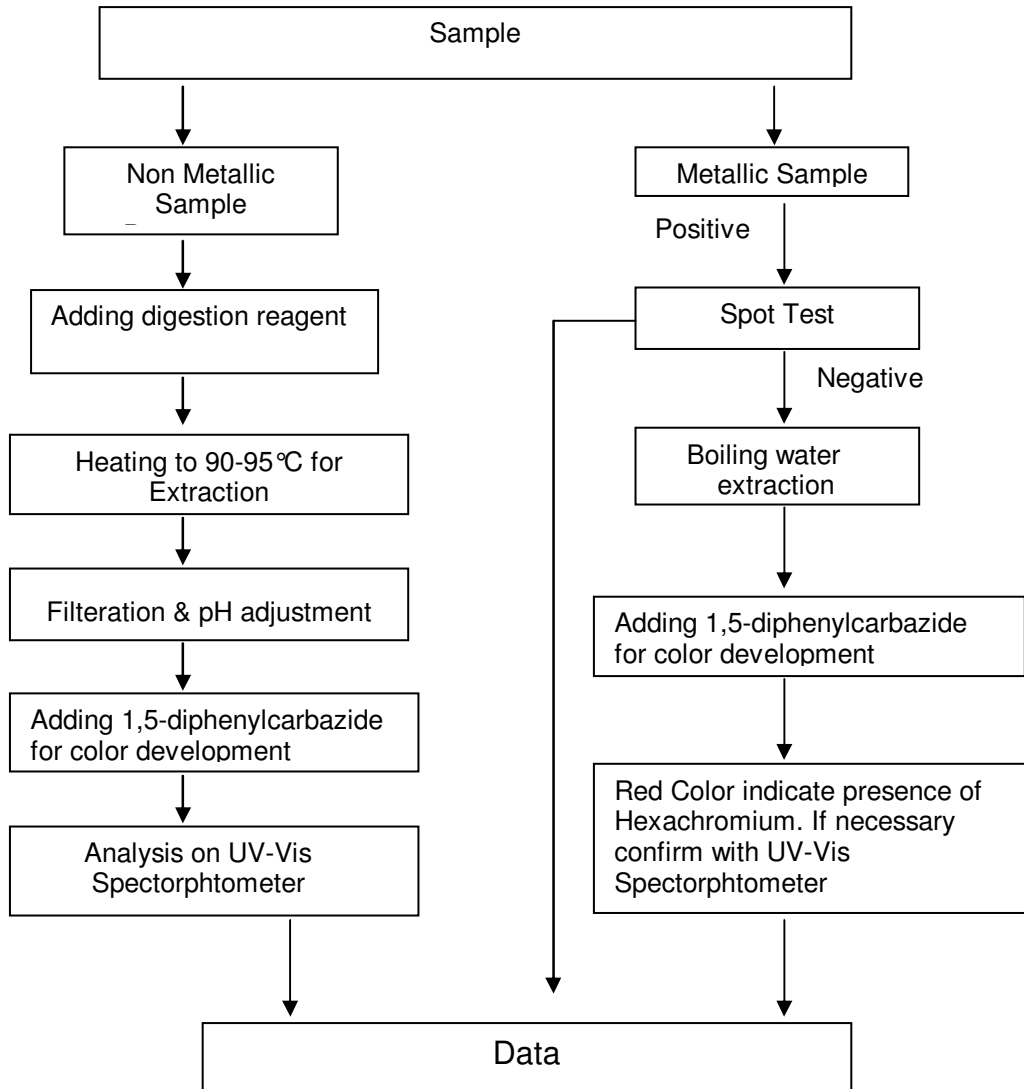 Sample
Non Metallic
Sample
Adding digestion reagent
Heating to 90-95°C for
Extraction
Filteration & pH adjustment
Adding 1,5-diphenylcarbazide
for color development
Analysis on UV-Vis
Spectorphtometer
Metallic Sample
Positive
Spot Test
Negative
Boiling water
extraction
Adding 1,5-diphenylcarbazide
for color development
Red Color indicate presence of
Hexachromium. If necessary
confirm with UV-Vis
Spectorphtometer
Data